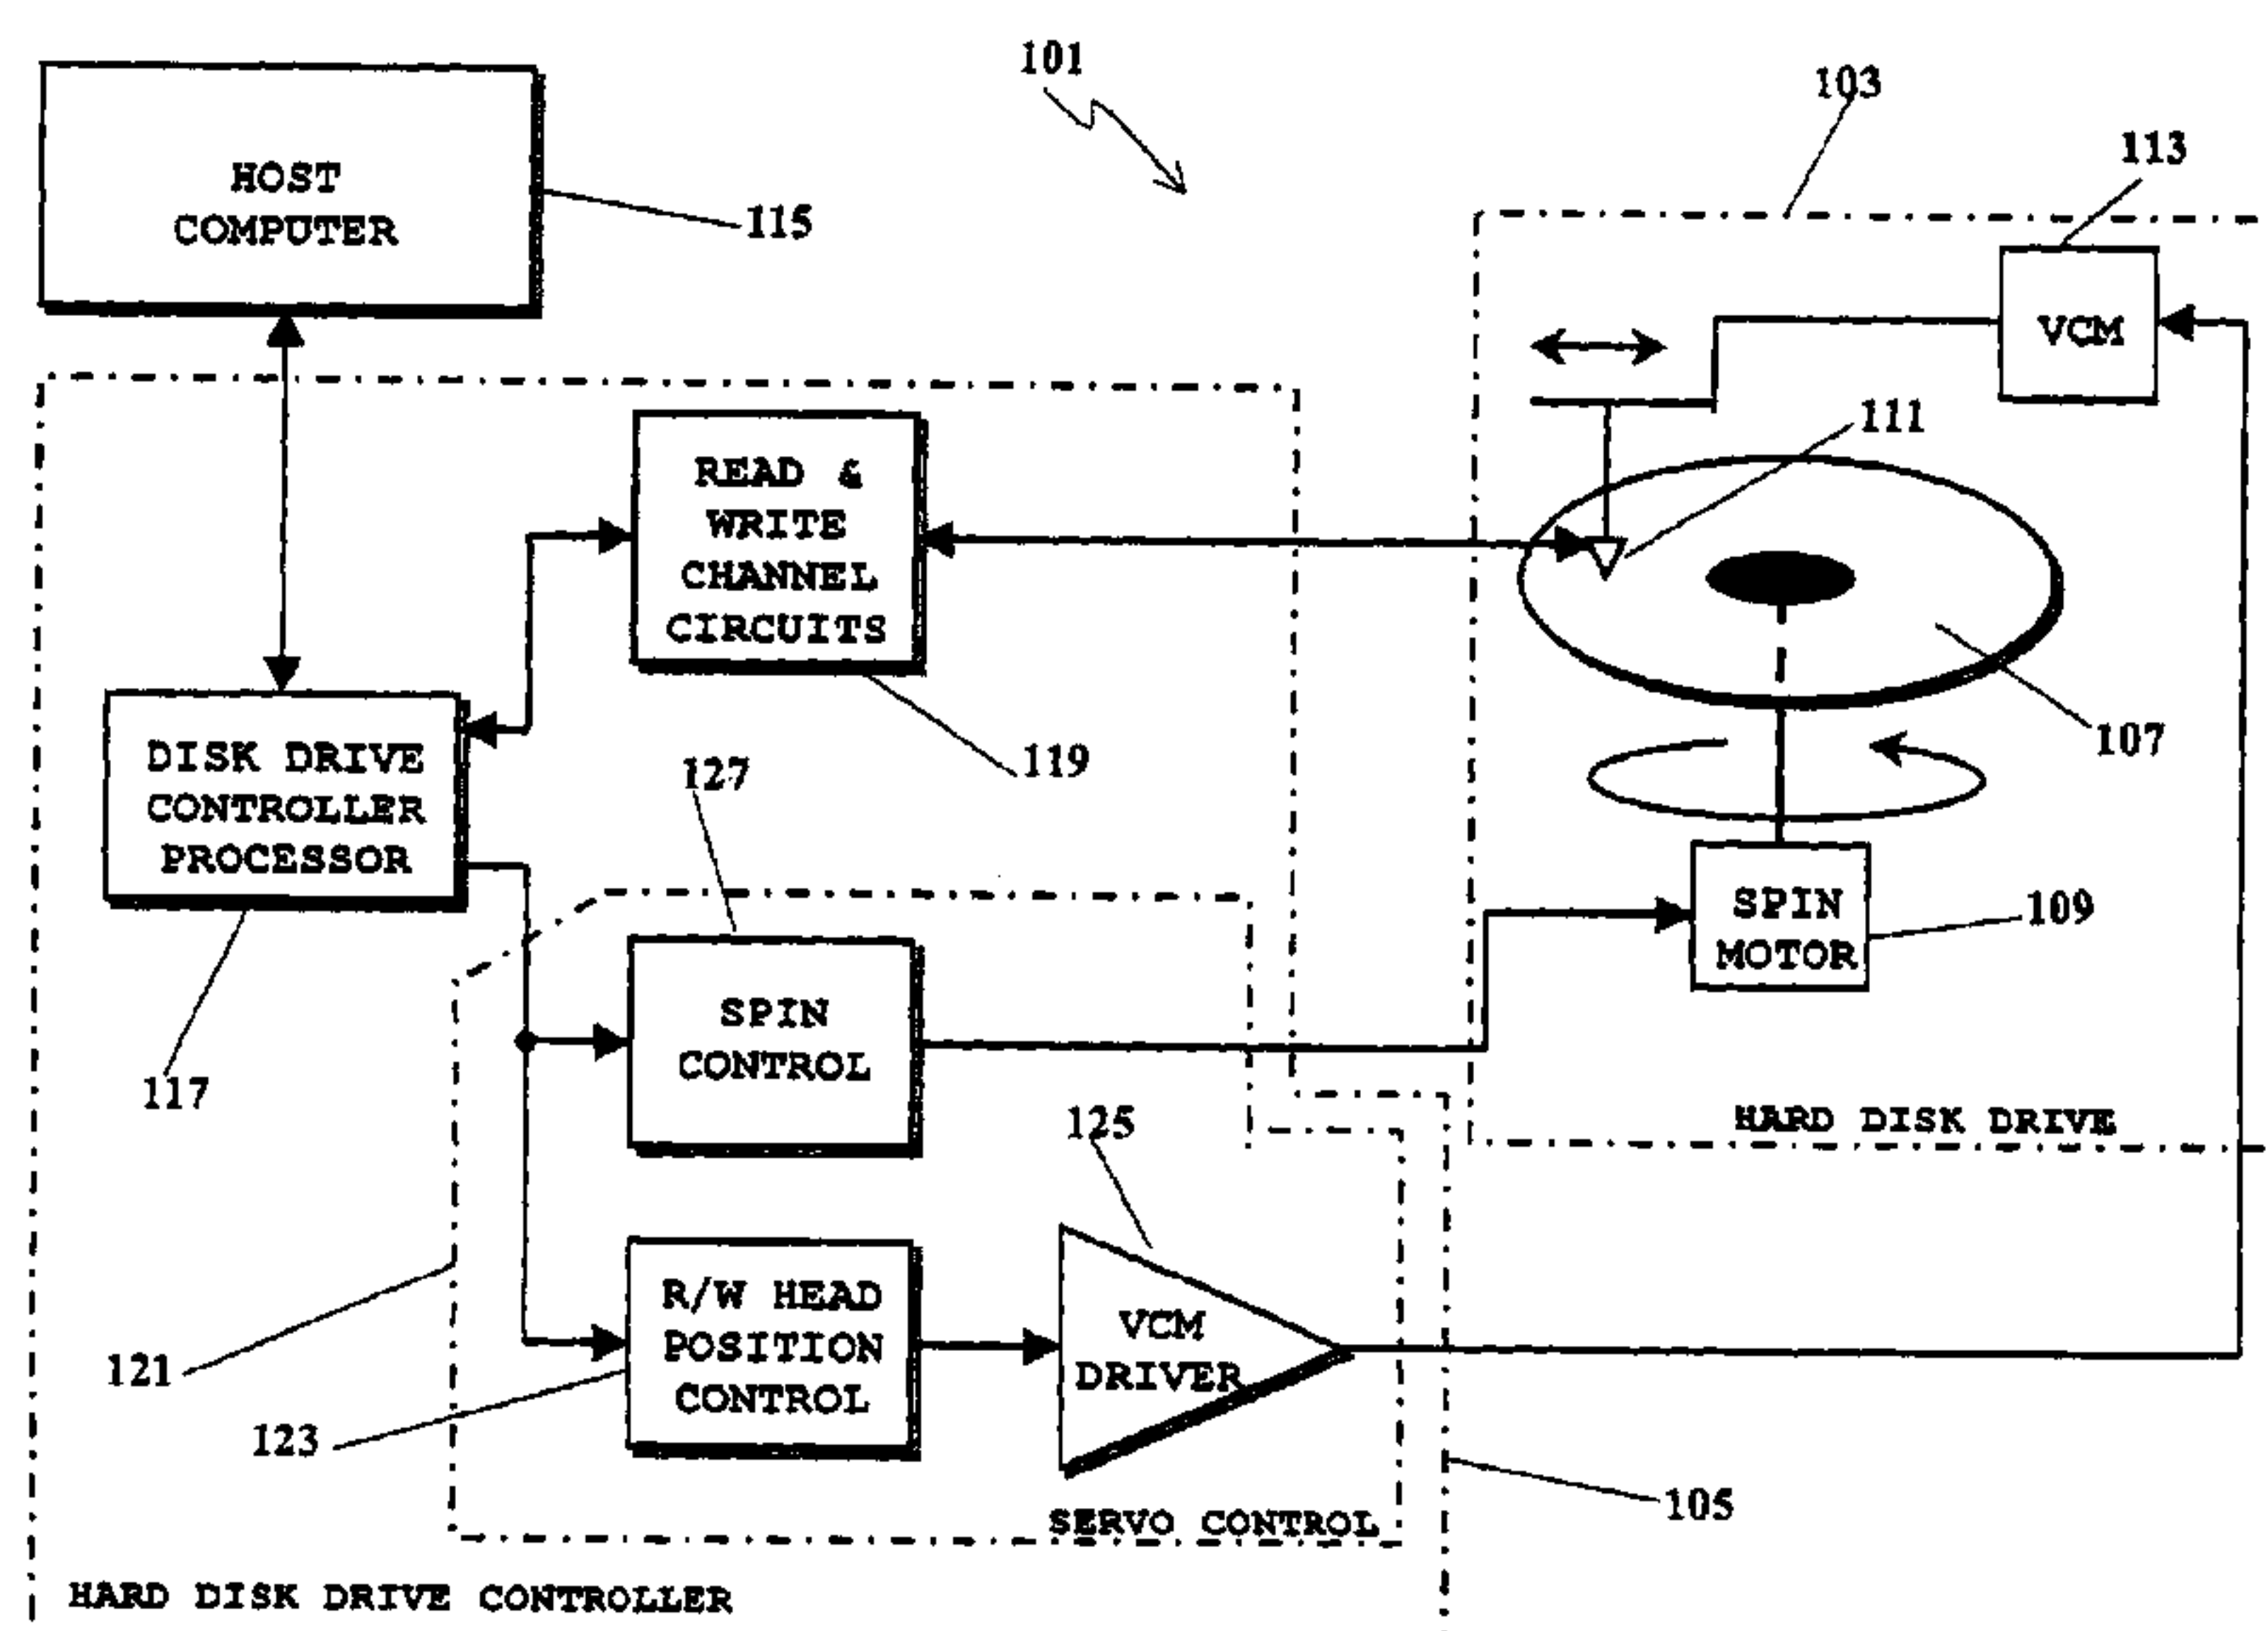 101
103
113
HOST
COMPUTER
115
VCM
111
READ &
WRITE
CHANNEL
CIRCUITS
107
119
127
DISK DRIVE
CONTROLLER
PROCESSOR
SPIN
MOTOR
109
SPIN
CONTROL
117
125
HARD DISK DRIVE
R/W HEAD
POSITION
CONTROL
VCM
DRIVER
121
123
105
SERVO CONTROL
HARD DISK DRIVE CONTROLLER